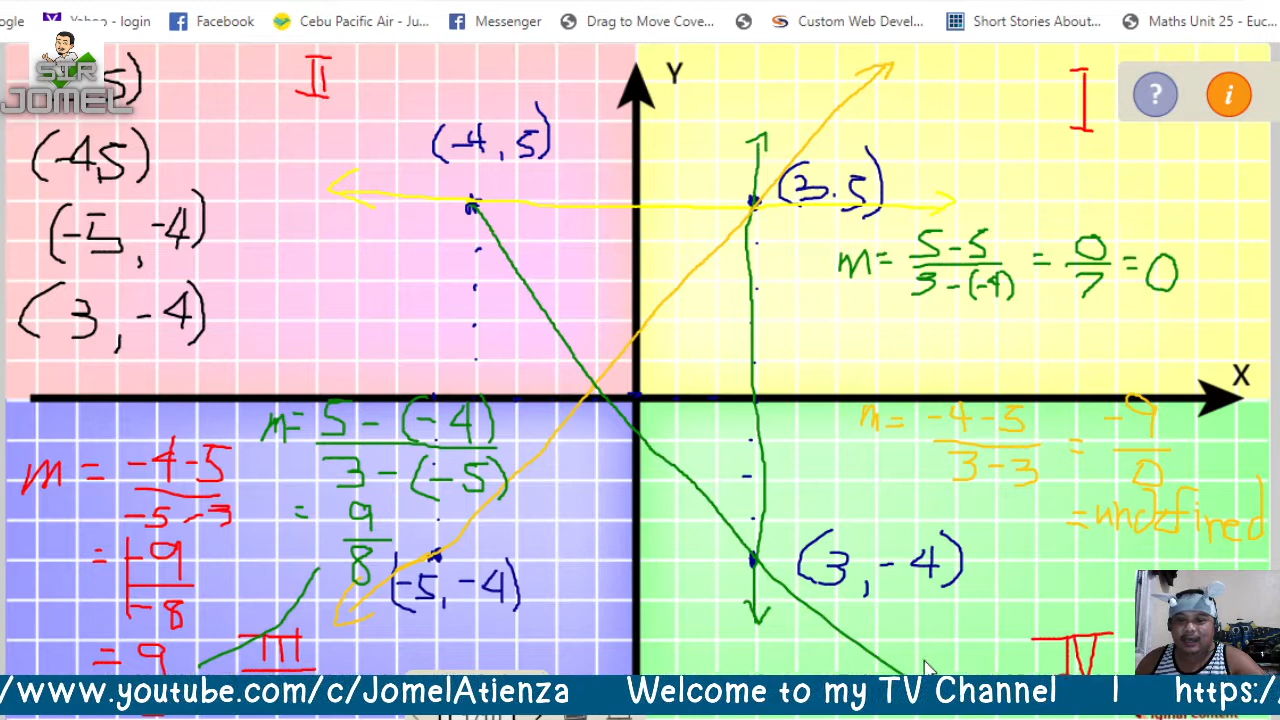 Yahoo - login
Facebook
Cebu Pacific Air - Ju...
Messenger
Drag to Move Cove...
Custom Web Devel...
Short Stories About...
Maths Unit 25 - Euc...
SIR
JOMEL
5)
(-45)
(-5, -4)
(3, -4)
II
Y
I
? i
(-4, 5)
(3.5)
m= 5-5 / 3-(-4) = 0/7 = 0
X
m= 5-(-4) / 3-(-5)
= 9/8
m= -4-5 / -5-3
= -9/-8
= 9
m= -4-5 / 3-3 = -9/0
= undefined
(-5, -4)
(3, -4)
III
IV
/www.youtube.com/c/JomelAtienza Welcome to my TV Channel I https:/